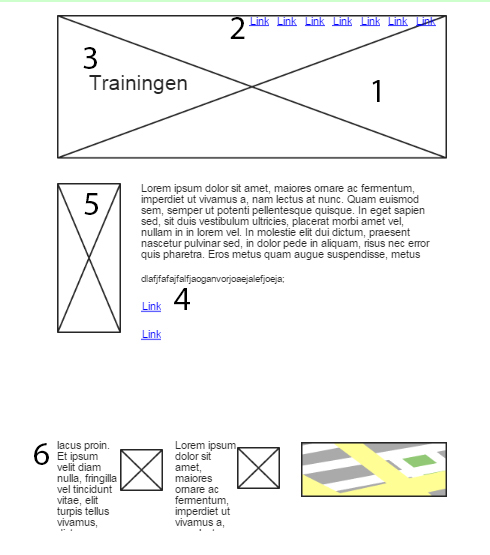 2 Link Link Link Link Link Link Link
3
Trainingen
1
5
Lorem ipsum dolor sit amet, maiores ornare ac fermentum,
imperdiet ut vivamus a, nam lectus at nunc. Quam euismod
sem, semper ut potenti pellentesque quisque. In eget sapien
sed, sit duis vestibulum ultricies, placerat morbi amet vel,
nullam in in lorem vel. In molestie elit dui dictum, praesent
nascetur pulvinar sed, in dolor pede in aliquam, risus nec error
quis pharetra. Eros metus quam augue suspendisse, metus
dlafjfafajfalfjaoganvorjoaejalefjoeja;
Link 4
Link
6
lacus proin.
Et ipsum
velit diam
nulla, fringilla
vel tincidunt
vitae, elit
turpis tellus
vivamus,
Lorem ipsum
dolor sit
amet,
maiores
ornare ac
fermentum,
imperdiet ut
vivamus a,